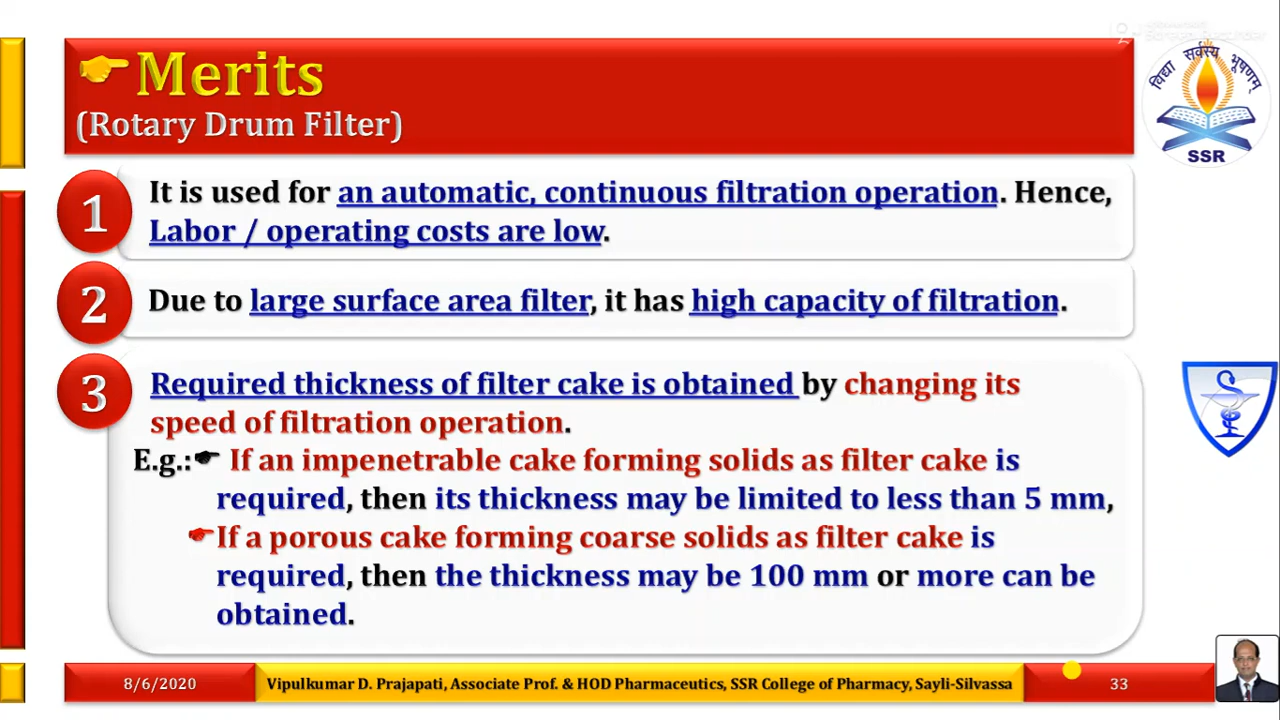 Merits
(Rotary Drum Filter)
विद्या सर्वस्य भूषणम्
SSR
1
It is used for an automatic, continuous filtration operation. Hence,
Labor / operating costs are low.
2
Due to large surface area filter, it has high capacity of filtration.
3
Required thickness of filter cake is obtained by changing its
speed of filtration operation.
E.g.: If an impenetrable cake forming solids as filter cake is
required, then its thickness may be limited to less than 5 mm,
If a porous cake forming coarse solids as filter cake is
required, then the thickness may be 100 mm or more can be
obtained.
8/6/2020
Vipulkumar D. Prajapati, Associate Prof. & HOD Pharmaceutics, SSR College of Pharmacy, Sayli-Silvassa
33